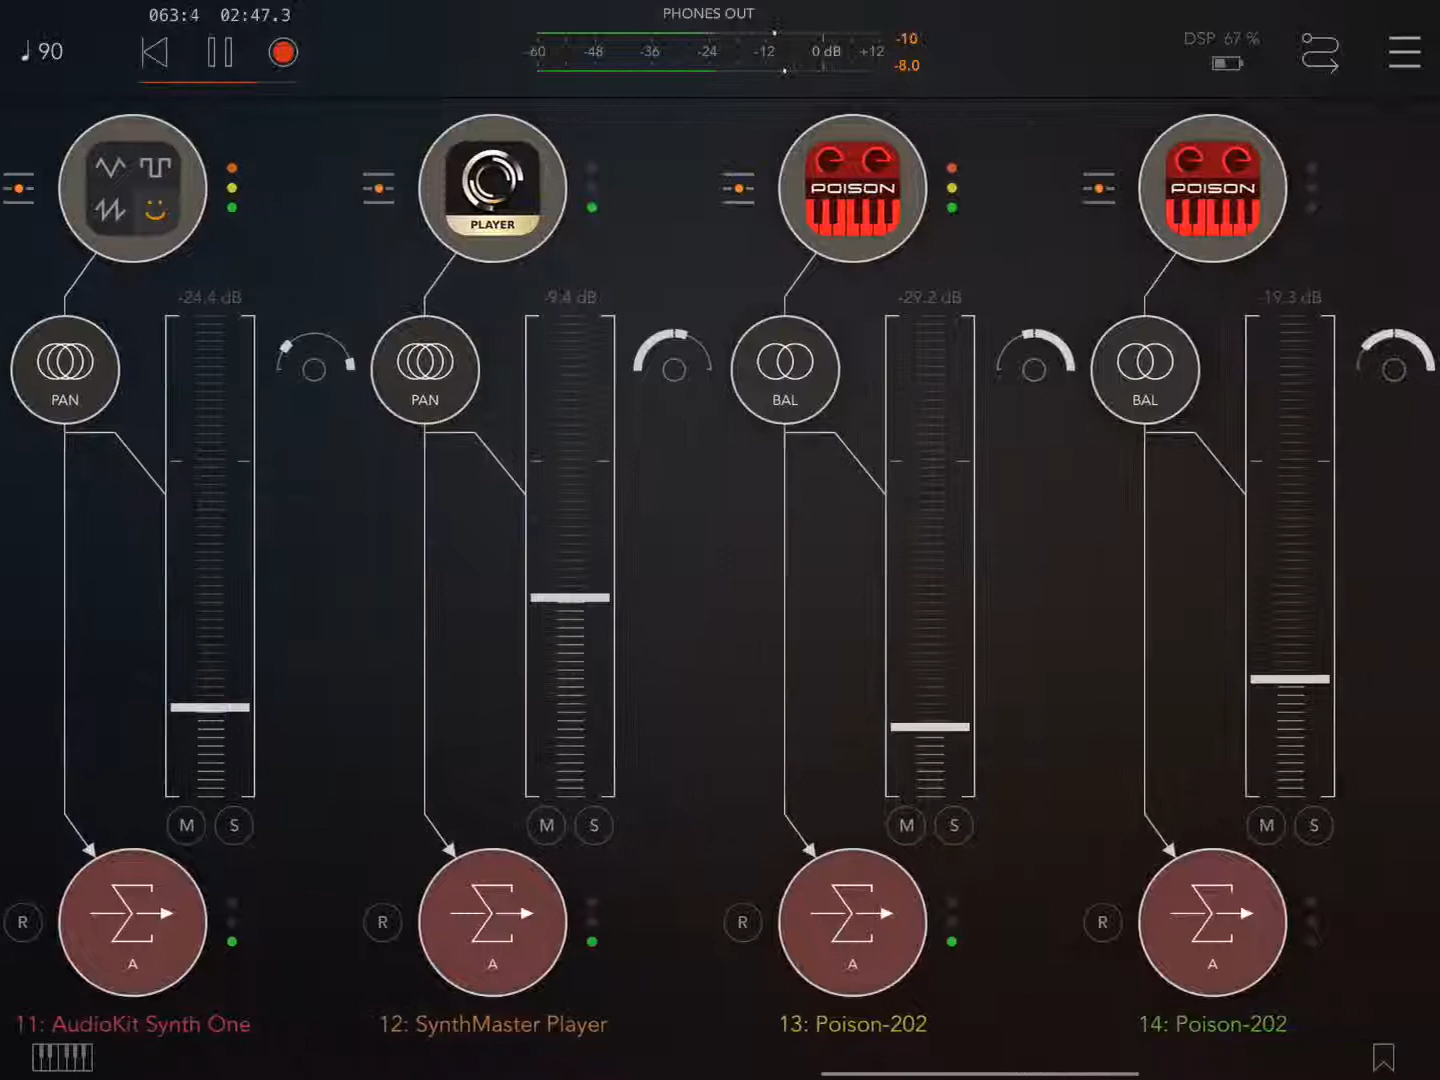 063:4 02:47.3
PHONES OUT
90
-60 -48 -36 -24 -12 0 dB +12
-10
-8.0
DSP 67 %
PLAYER
POISON
POISON
-24.4 dB
-9.4 dB
-29.2 dB
-19.3 dB
PAN
PAN
BAL
BAL
M S
M S
M S
M S
R
R
R
R
A
A
A
A
11: AudioKit Synth One
12: SynthMaster Player
13: Poison-202
14: Poison-202